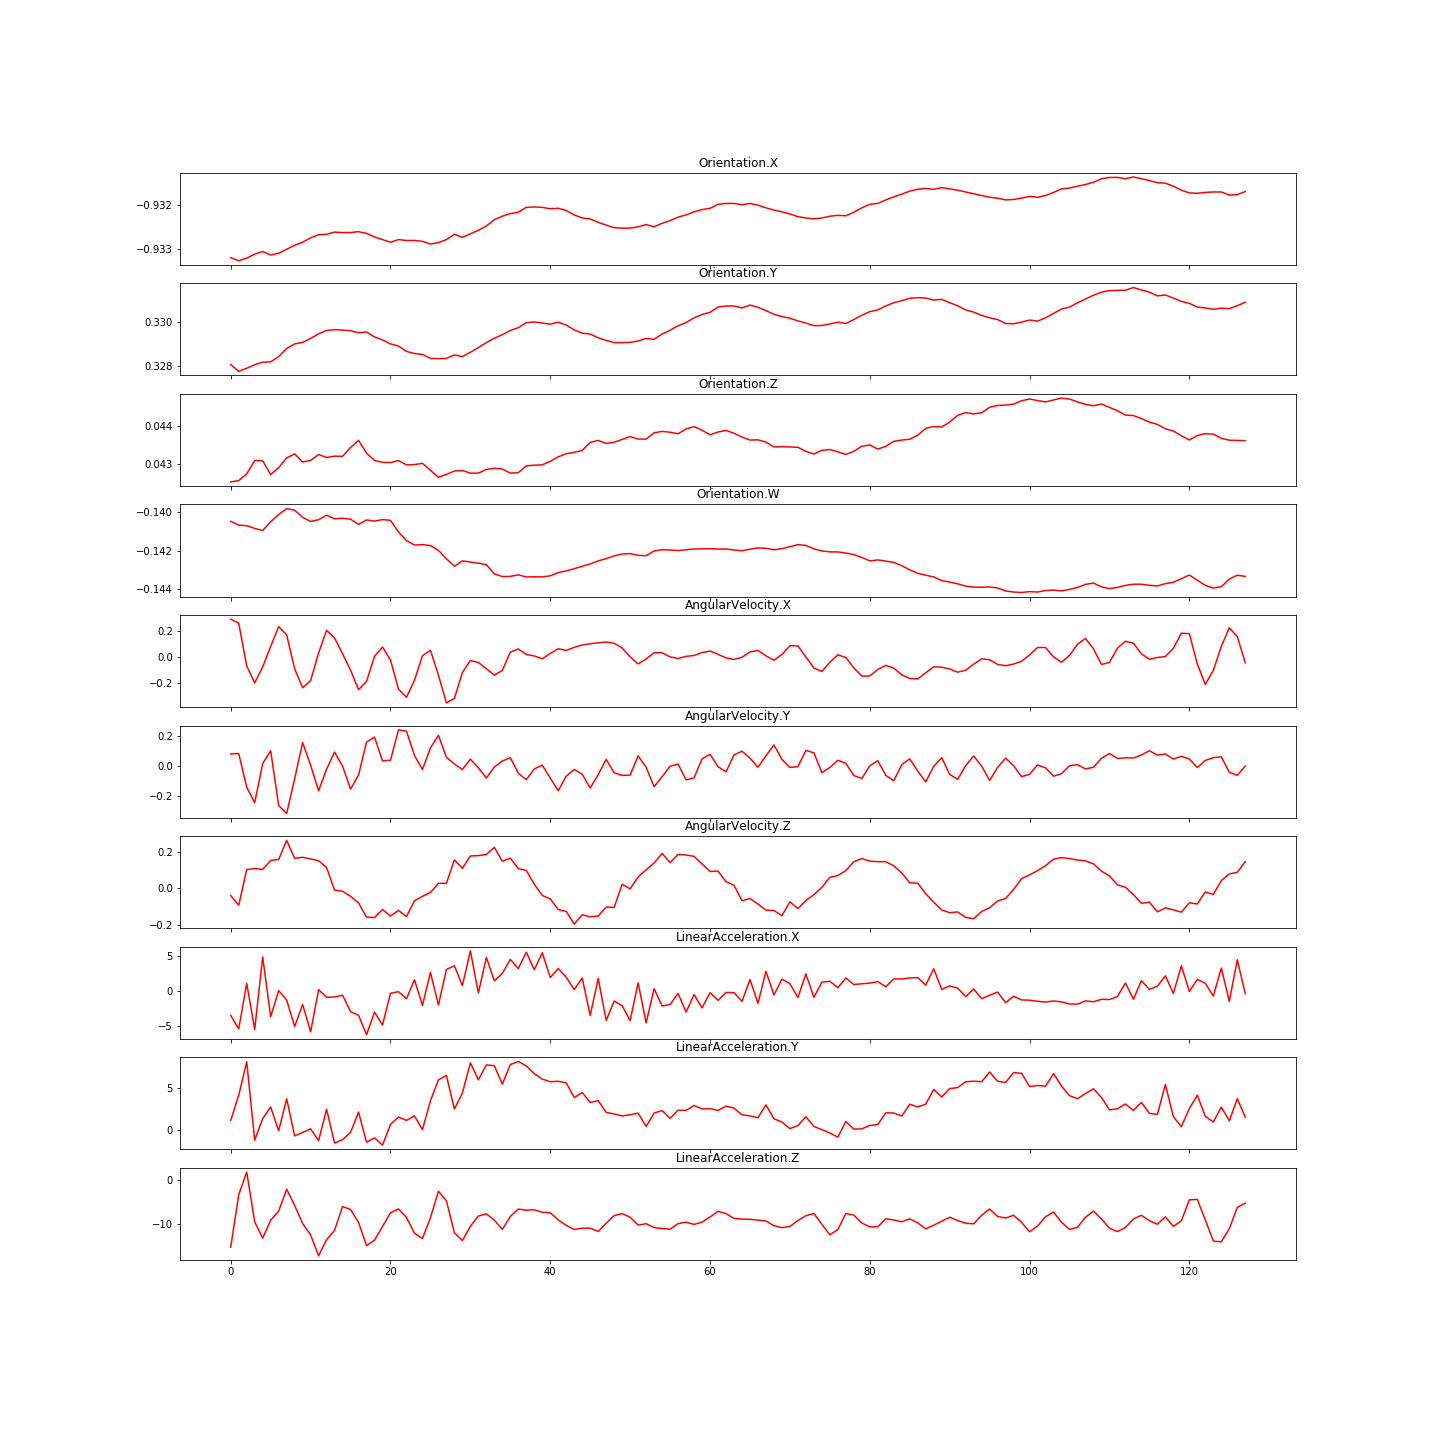 Orientation.X
−0.932
−0.933
Orientation.Y
0.330
0.328
Orientation.Z
0.044
0.043
Orientation.W
−0.140
−0.142
−0.144
AngularVelocity.X
0.2
0.0
−0.2
AngularVelocity.Y
0.2
0.0
−0.2
AngularVelocity.Z
0.2
0.0
−0.2
LinearAcceleration.X
5
0
−5
LinearAcceleration.Y
5
0
LinearAcceleration.Z
0
−10
0 20 40 60 80 100 120